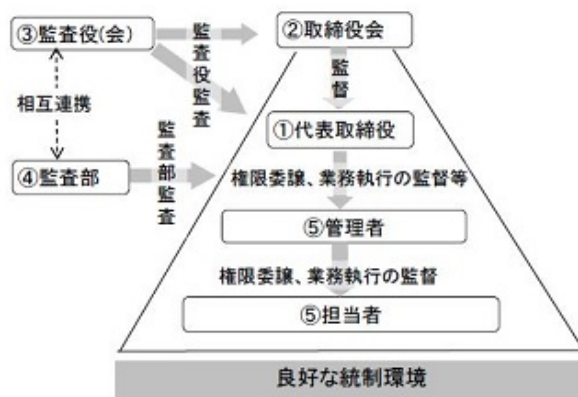 ③監査役(会)
監査役監査
②取締役会
監督
相互連携
①代表取締役
④監査部
監査部監査
権限委譲、業務執行の監督等
⑤管理者
権限委譲、業務執行の監督
⑤担当者
良好な統制環境